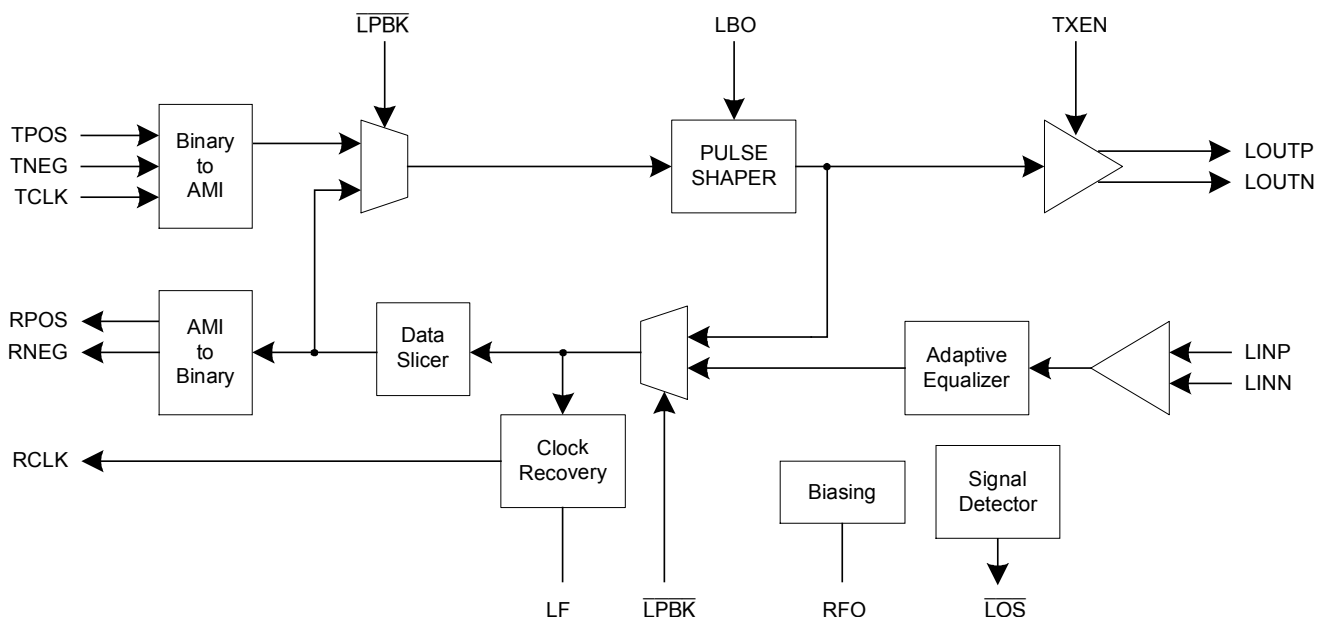 LPBK
LBO
TXEN
TPOS
TNEG
TCLK
Binary
to
AMI
PULSE
SHAPER
LOUTP
LOUTN
RPOS
RNEG
AMI
to
Binary
Data
Slicer
Adaptive
Equalizer
LINP
LINN
RCLK
Clock
Recovery
Biasing
Signal
Detector
LF
LPBK
RFO
LOS